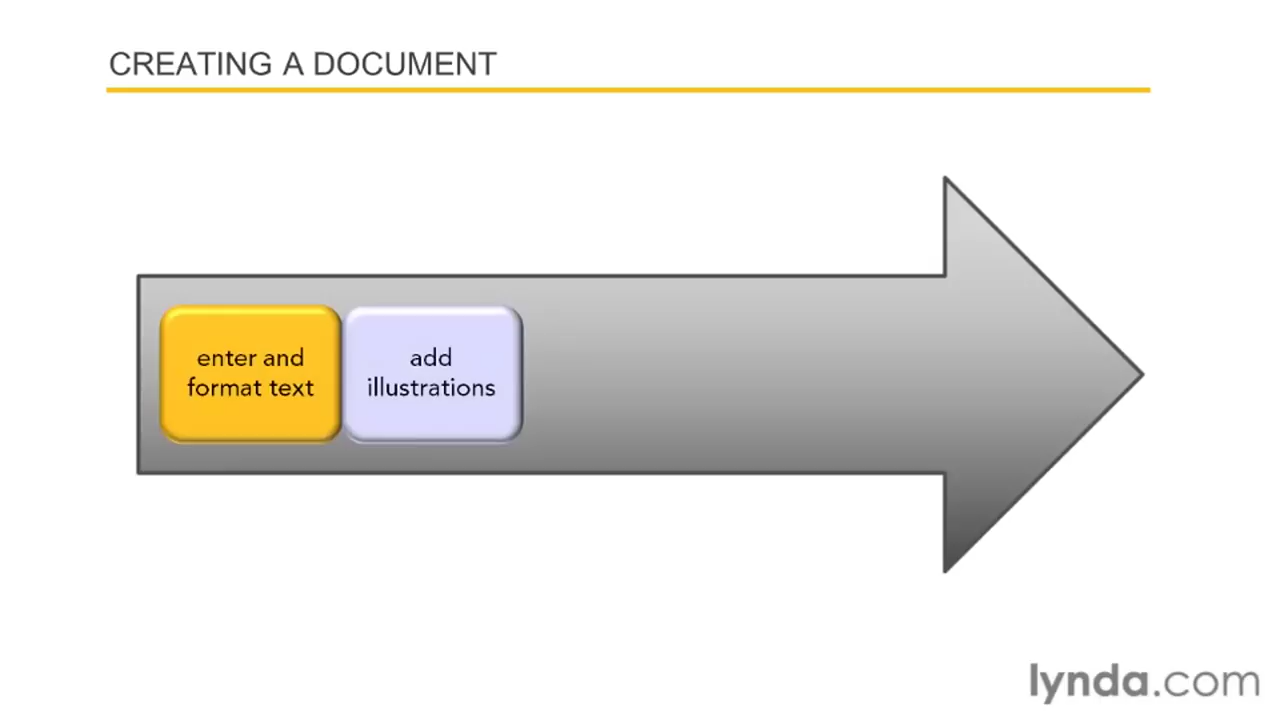 CREATING A DOCUMENT
enter and
format text
add
illustrations
lynda.com